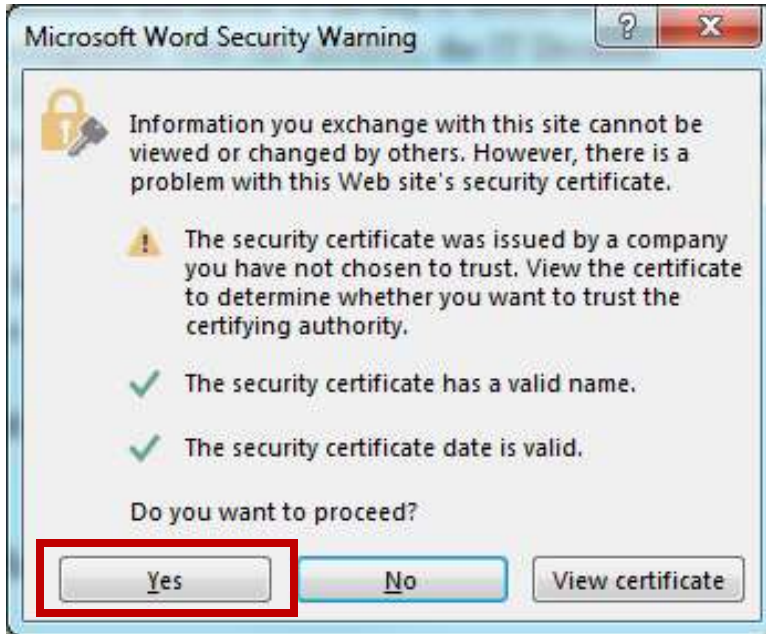 Microsoft Word Security Warning
?
Information you exchange with this site cannot be
viewed or changed by others. However, there is a
problem with this Web site's security certificate.
The security certificate was issued by a company
you have not chosen to trust. View the certificate
to determine whether you want to trust the
certifying authority.
The security certificate has a valid name.
The security certificate date is valid.
Do you want to proceed?
Yes No View certificate